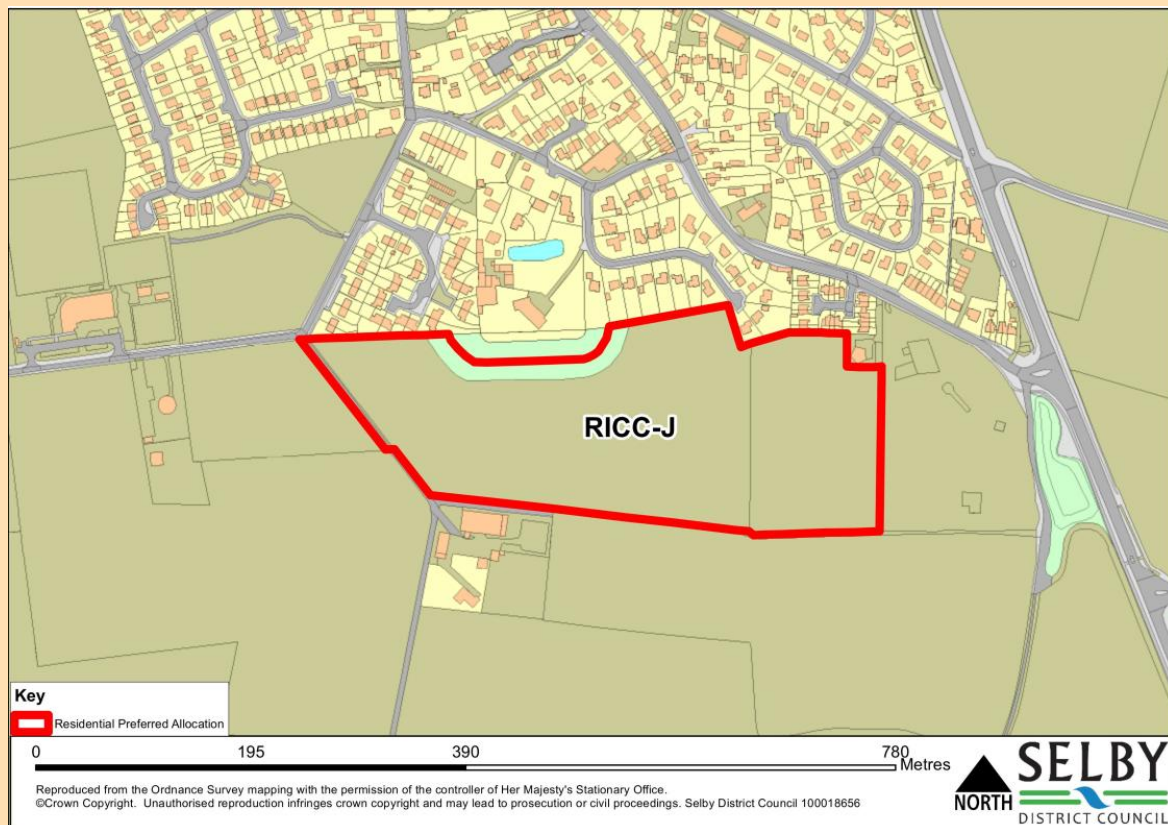 RICC-J
Key
Residential Preferred Allocation
0 195 390 780
Metres
Reproduced from the Ordnance Survey mapping with the permission of the controller of Her Majesty's Stationary Office.
©Crown Copyright. Unauthorised reproduction infringes crown copyright and may lead to prosecution or civil proceedings. Selby District Council 100018656
NORTH
SELBY
DISTRICT COUNCIL